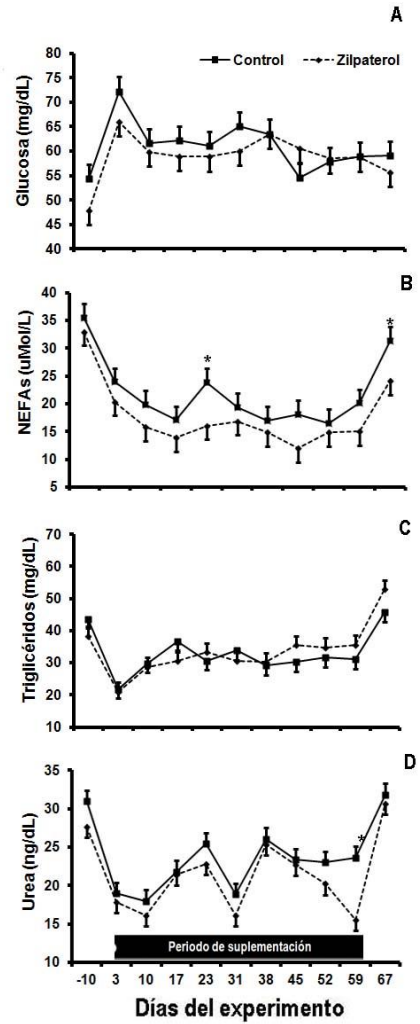 A
Control Zilpaterol
Glucosa (mg/dL)
80
75
70
65
60
55
50
45
40
B
NEFAs (uMol/L)
40
35
30
25
20
15
10
5
*
*
C
Triglicéridos (mg/dL)
70
60
50
40
30
20
10
D
Urea (ng/dL)
35
30
25
20
15
10
*
Periodo de suplementación
-10 3 10 17 23 31 38 45 52 59 67
Días del experimento